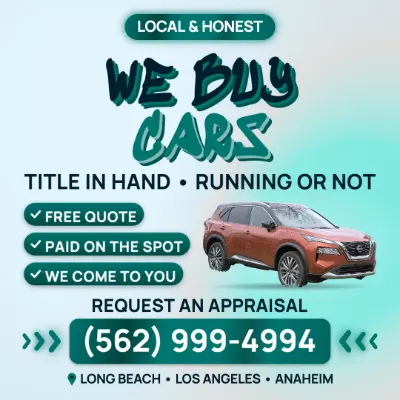 LOCAL & HONEST
WE BUY
CARS
TITLE IN HAND • RUNNING OR NOT
FREE QUOTE
PAID ON THE SPOT
WE COME TO YOU
REQUEST AN APPRAISAL
(562) 999-4994
LONG BEACH • LOS ANGELES • ANAHEIM